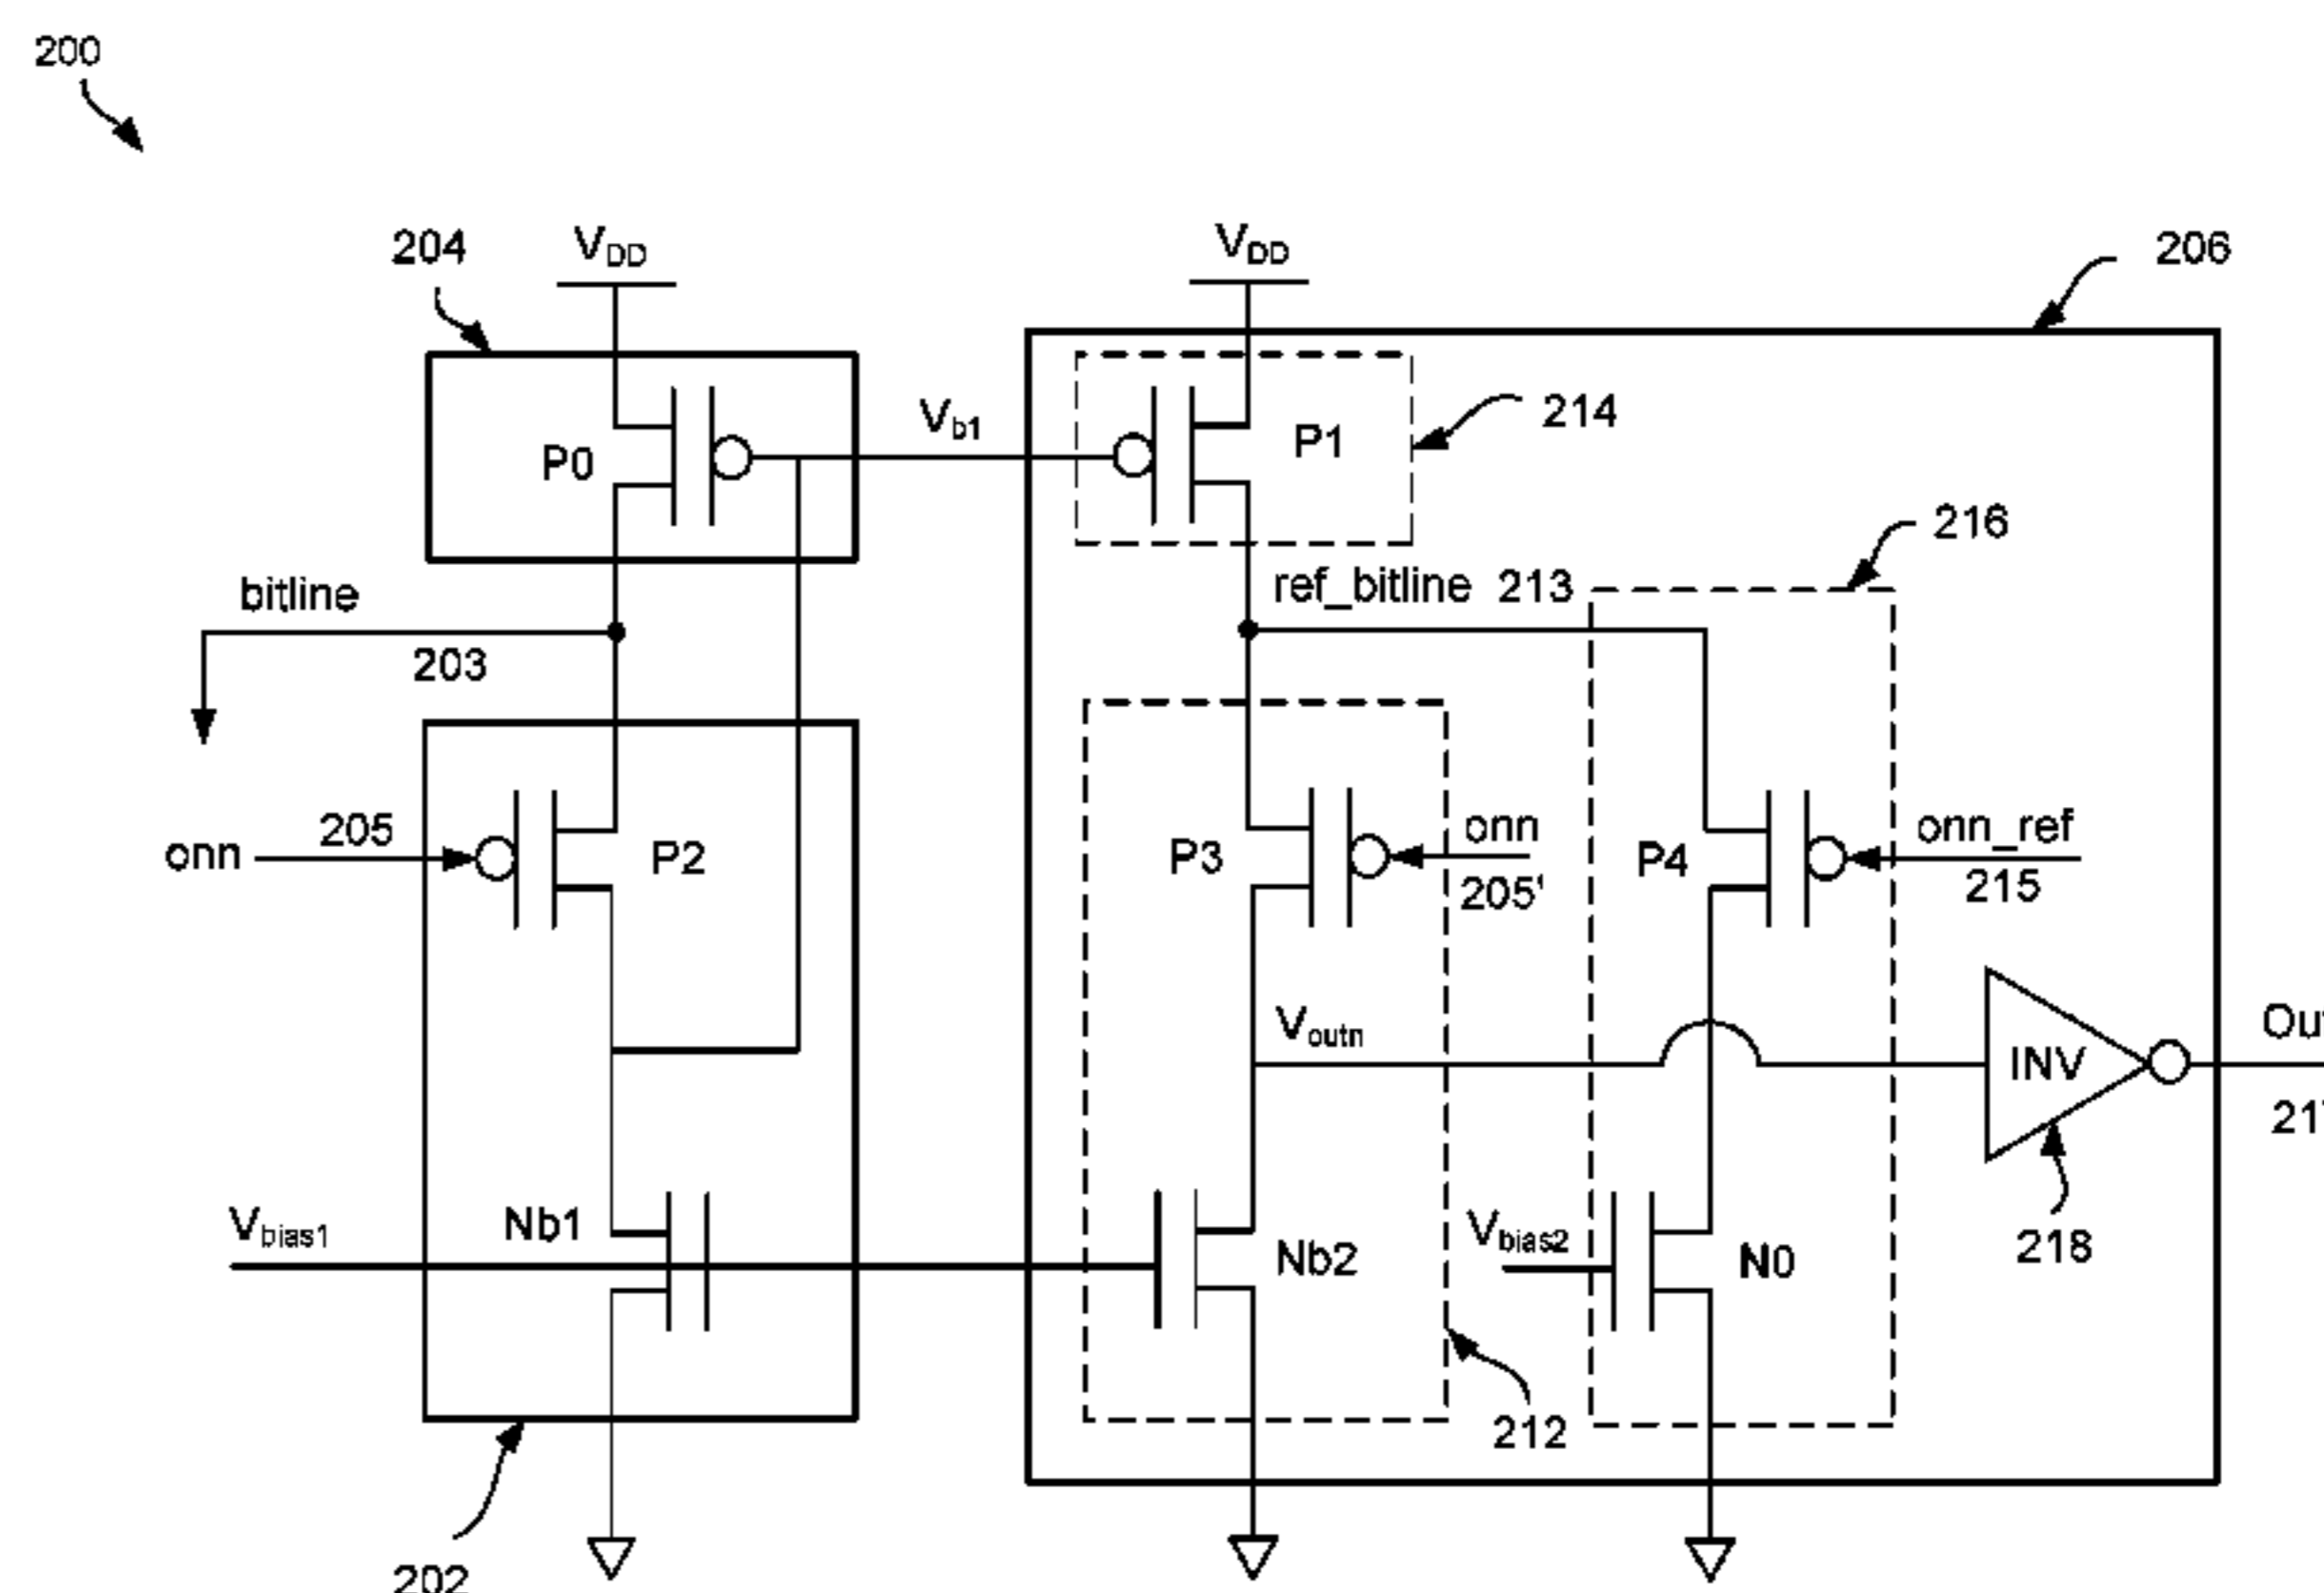 200
204
VDD
VDD
206
P0
Vb1
P1
214
216
bitline
203
ref_bitline 213
onn
205
P2
P3
onn
205'
P4
onn_ref
215
Voutn
INV
Vbias1
Nb1
Nb2
Vbias2
N0
218
212
202